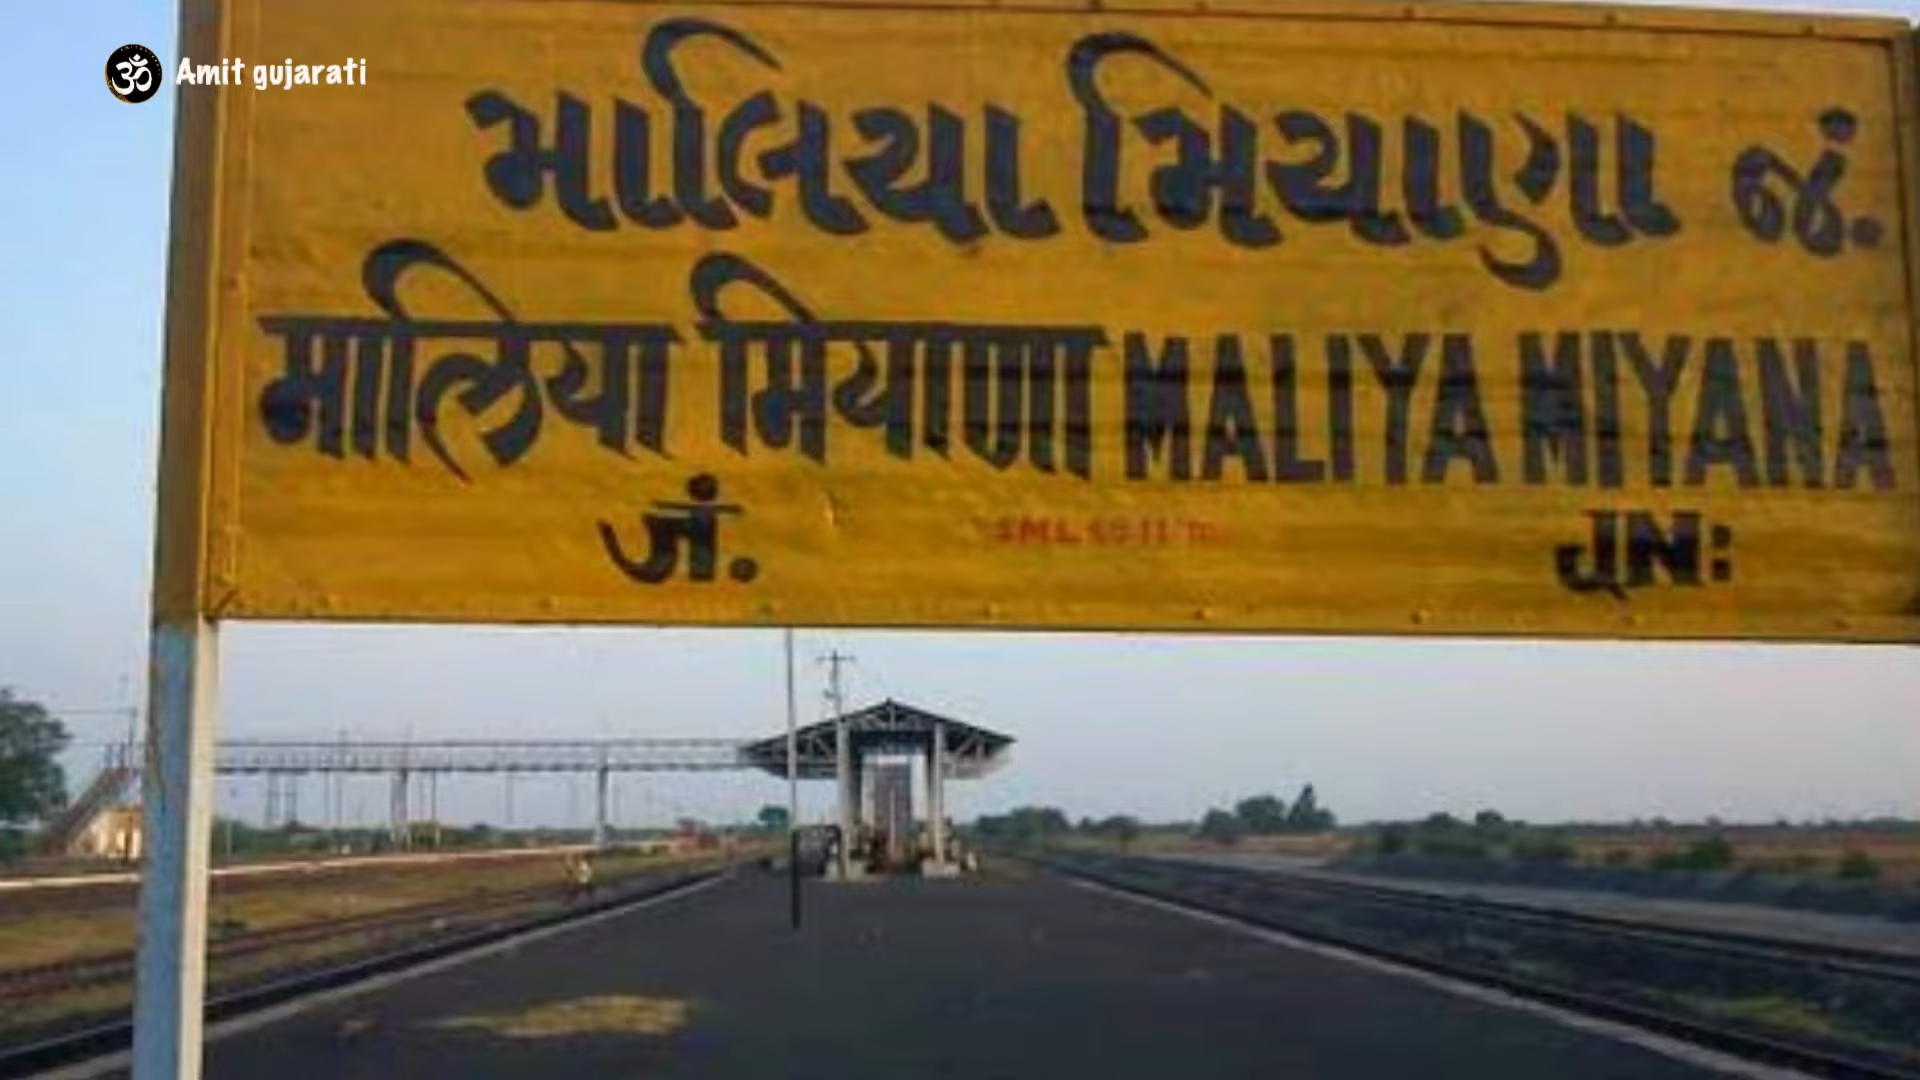 ॐ Amit gujarati
માલિયા મિયાણા જં.
मालिया मियाणा MALIYA MIYANA
जं. JN: